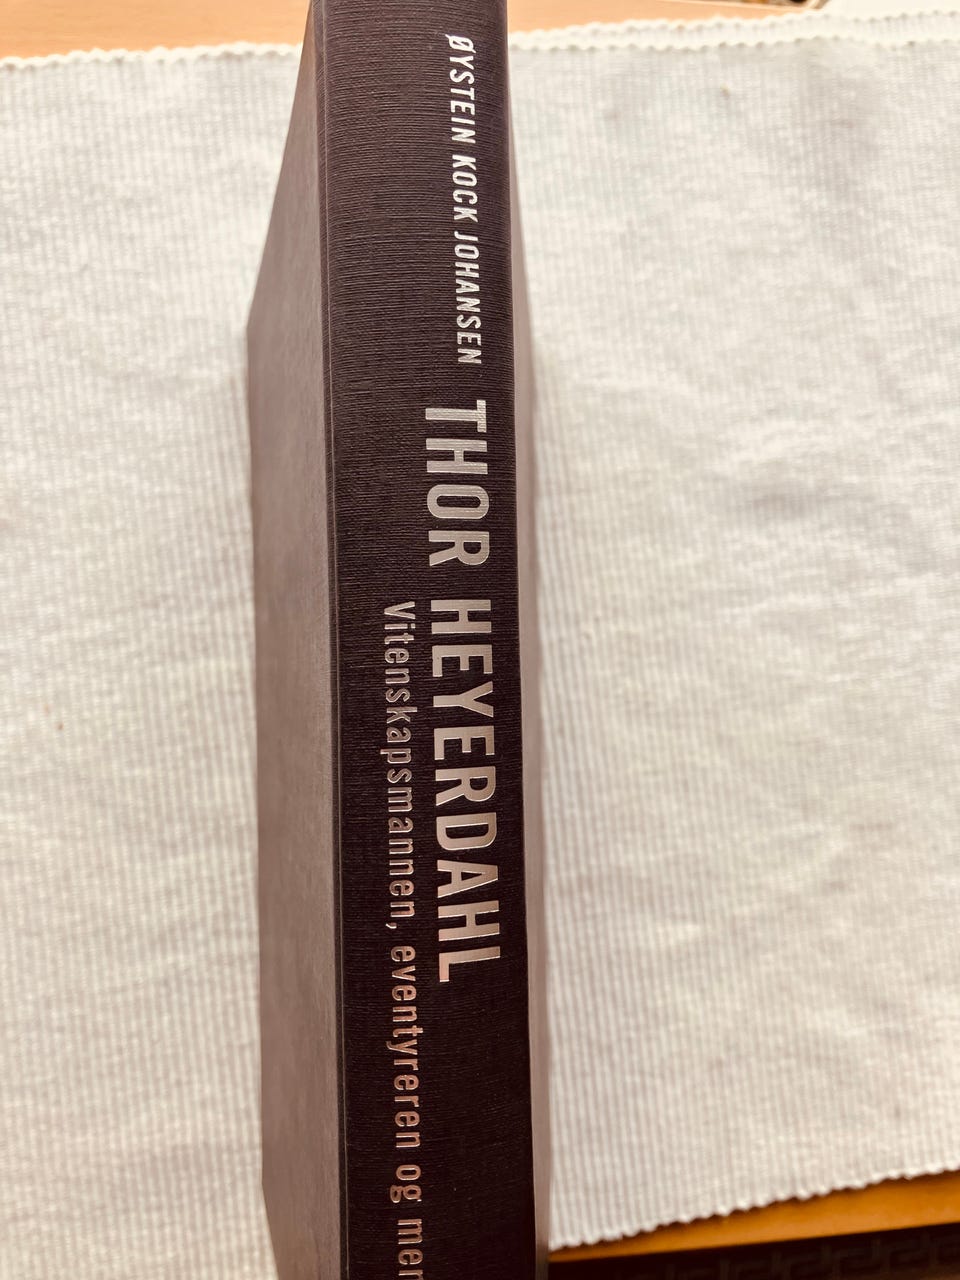 ØYSTEIN KOCK JOHANSEN
THOR HEYERDAHL
Vitenskapsmannen, eventyreren og